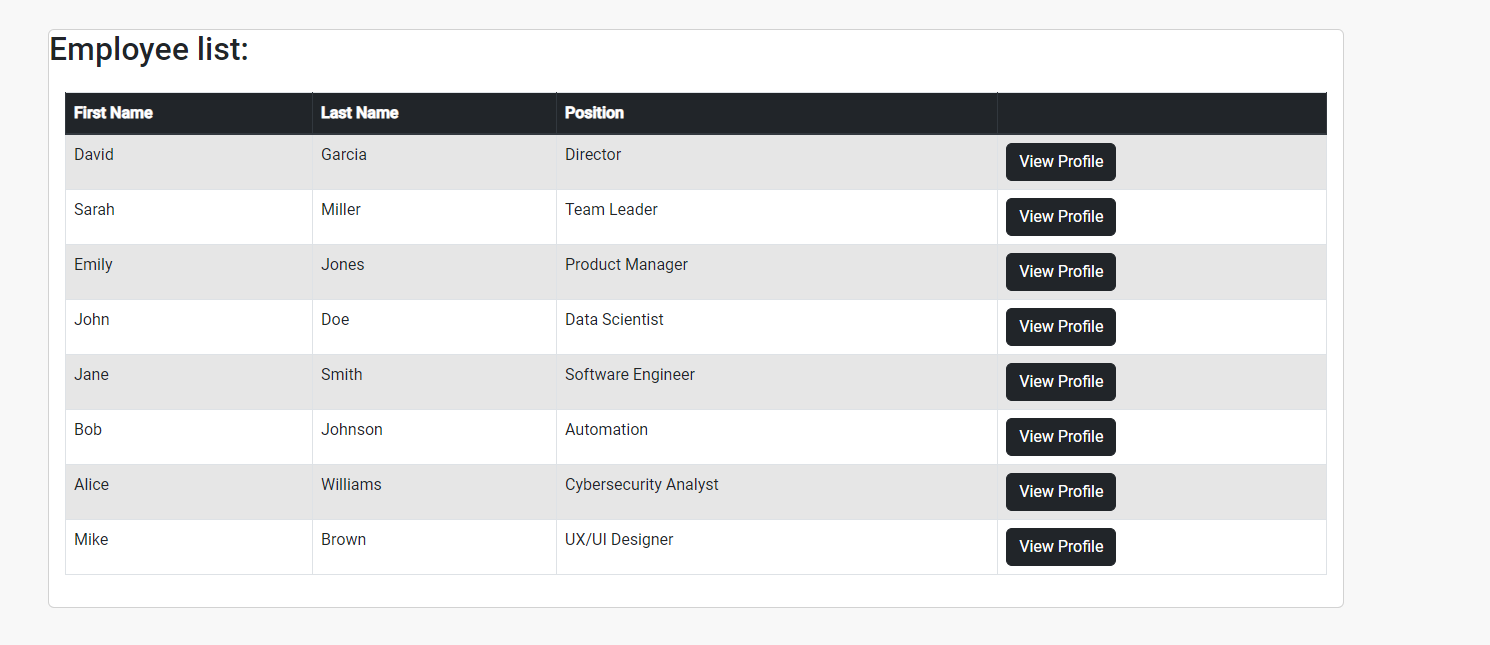 Employee list:
First Name Last Name Position
David Garcia Director View Profile
Sarah Miller Team Leader View Profile
Emily Jones Product Manager View Profile
John Doe Data Scientist View Profile
Jane Smith Software Engineer View Profile
Bob Johnson Automation View Profile
Alice Williams Cybersecurity Analyst View Profile
Mike Brown UX/UI Designer View Profile